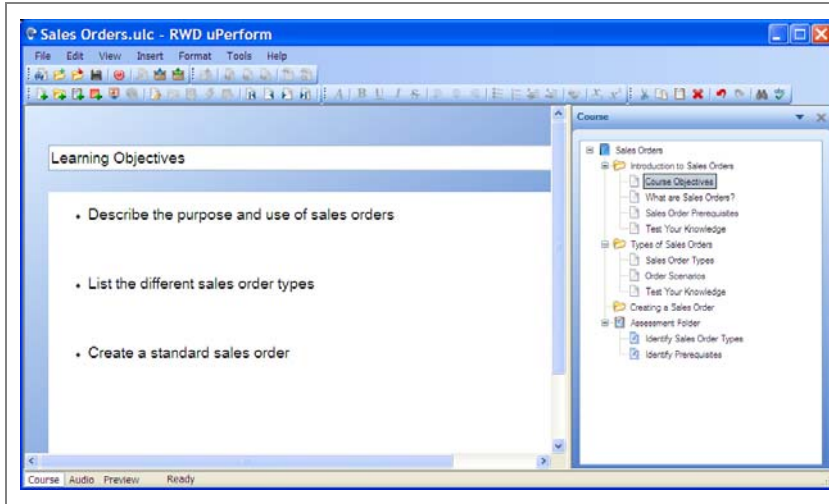 Sales Orders.ulc - RWD uPerform
File Edit View Insert Format Tools Help
A B U I S
Course
Learning Objectives
• Describe the purpose and use of sales orders
• List the different sales order types
• Create a standard sales order
Sales Orders
Introduction to Sales Orders
Course Objectives
What are Sales Orders?
Sales Order Prerequisites
Test Your Knowledge
Types of Sales Orders
Sales Order Types
Order Scenarios
Test Your Knowledge
Creating a Sales Order
Assessment Folder
Identify Sales Order Types
Identify Prerequisites
Course Audio Preview Ready